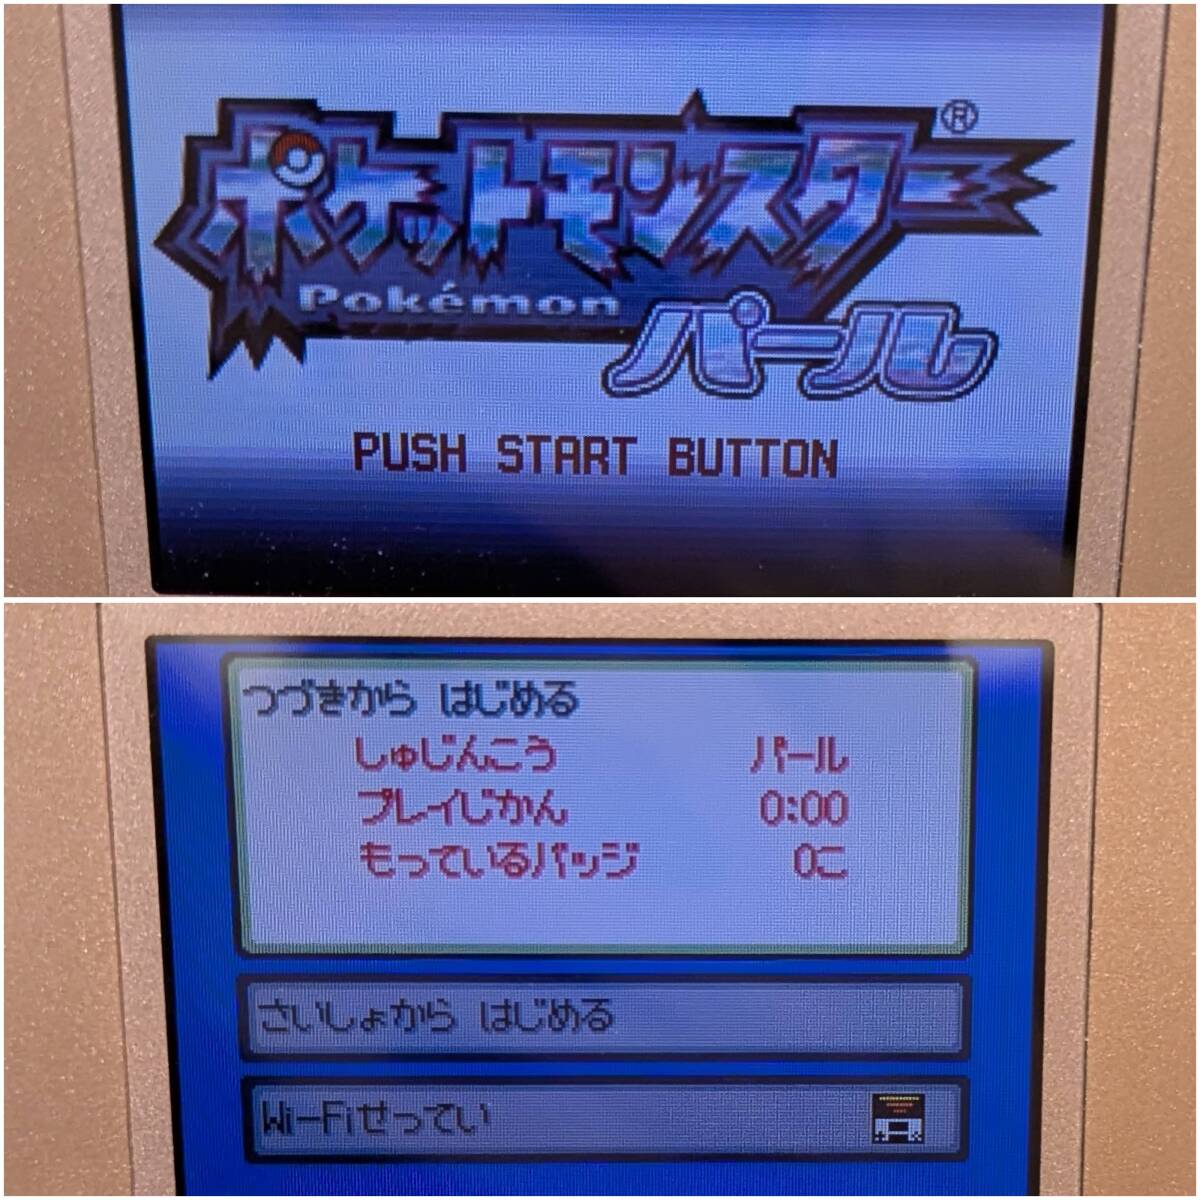 ポケットモンスター®
Pokémon
パール
PUSH START BUTTON
つづきから はじめる
しゅじんこう パール
プレイじかん 0:00
もっているバッジ 0こ
さいしょから はじめる
Wi-Fiせってい